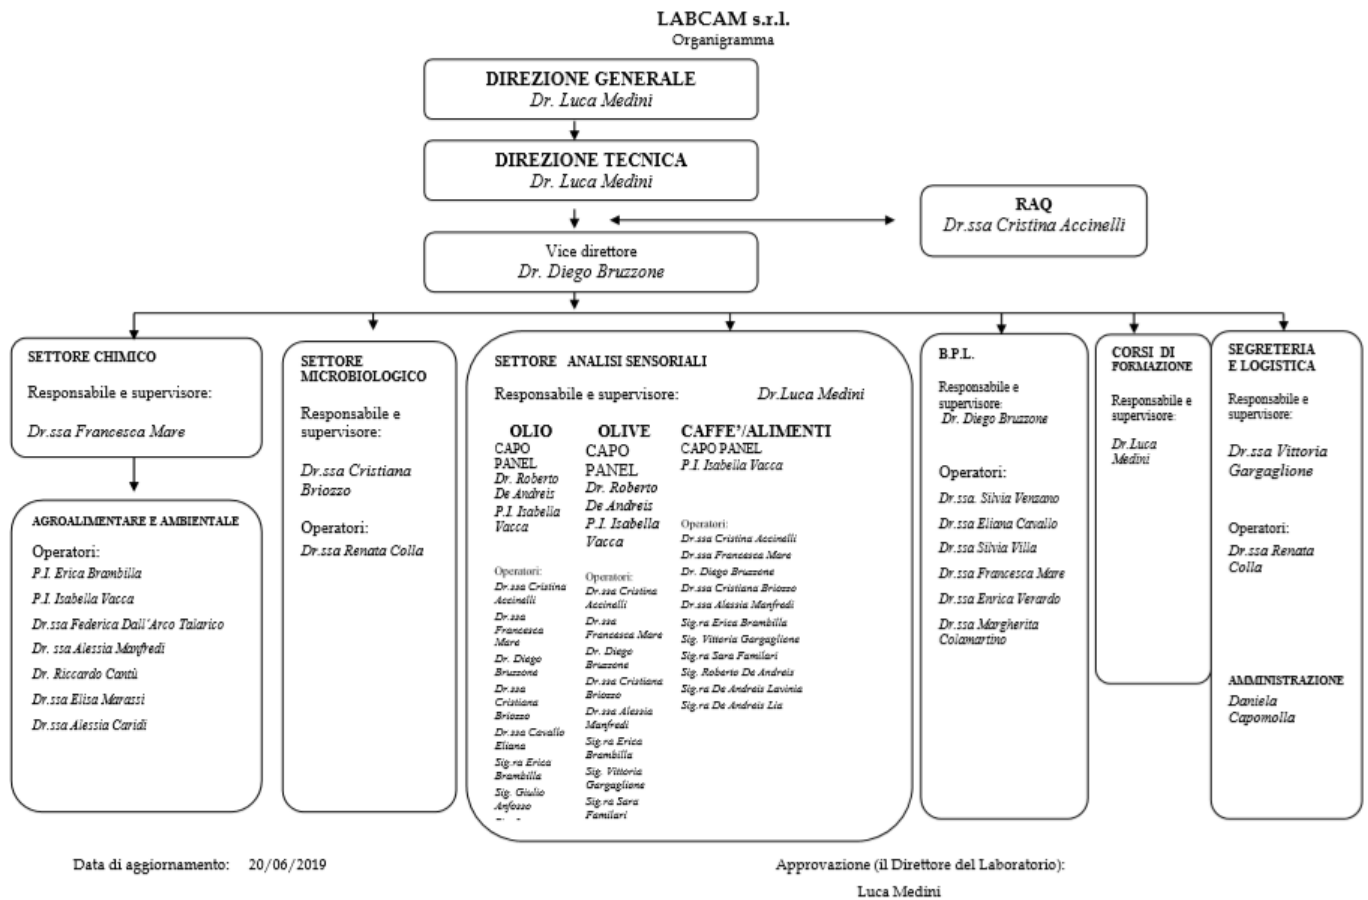 LABCAM s.r.l.
Organigramma
DIREZIONE GENERALE
Dr. Luca Medini
DIREZIONE TECNICA
Dr. Luca Medini
RAQ
Dr.ssa Cristina Accinelli
Vice direttore
Dr. Diego Bruzzone
SETTORE CHIMICO
Responsabile e supervisore:
Dr.ssa Francesca Mare
AGROALIMENTARE E AMBIENTALE
Operatori:
P.I. Erica Brambilla
P.I. Isabella Vacca
Dr.ssa Federica Dall'Arco Talarico
Dr. ssa Alessia Manfredi
Dr. Riccardo Cantù
Dr.ssa Elisa Marassi
Dr.ssa Alessia Caridi
SETTORE
MICROBIOLOGICO
Responsabile e
supervisore:
Dr.ssa Cristiana
Briozzo
Operatori:
Dr.ssa Renata Colla
SETTORE ANALISI SENSORIALI
Responsabile e supervisore: Dr.Luca Medini
OLIO
CAPO
PANEL
Dr. Roberto
De Andreis
P.I. Isabella
Vacca
Operatori:
Dr.ssa Cristina
Accinelli
Dr.ssa
Francesca
Mare
Dr. Diego
Bruzzone
Dr.ssa
Cristiana
Briozzo
Dr.ssa Cavallo
Eliana
Sig.ra Erica
Brambilla
Sig. Giulio
Anfosso
OLIVE
CAPO
PANEL
Dr. Roberto
De Andreis
P.I. Isabella
Vacca
Operatori:
Dr.ssa Cristina
Accinelli
Dr.ssa
Francesca Mare
Dr. Diego
Bruzzone
Dr.ssa Cristiana
Briozzo
Dr.ssa Alessia
Manfredi
Sig.ra Erica
Brambilla
Sig. Vittoria
Gargaglione
Sig.ra Sara
Familari
CAFFE'/ALIMENTI
CAPO PANEL
P.I. Isabella Vacca
Operatori:
Dr.ssa Cristina Accinelli
Dr.ssa Francesca Mare
Dr. Diego Bruzzone
Dr.ssa Cristiana Briozzo
Dr.ssa Alessia Manfredi
Sig.ra Erica Brambilla
Sig. Vittoria Gargaglione
Sig.ra Sara Familari
Sig. Roberto De Andreis
Sig.ra De Andreis Lavinia
Sig.ra De Andreis Lia
B.P.L.
Responsabile e
supervisore:
Dr. Diego Bruzzone
Operatori:
Dr.ssa. Silvia Venzano
Dr.ssa Eliana Cavallo
Dr.ssa Silvia Villa
Dr.ssa Francesca Mare
Dr.ssa Enrica Verardo
Dr.ssa Margherita
Colamartino
CORSI DI
FORMAZIONE
Responsabile e
supervisore:
Dr.Luca
Medini
SEGRETERIA
E LOGISTICA
Responsabile e
supervisore:
Dr.ssa Vittoria
Gargaglione
Operatori:
Dr.ssa Renata
Colla
AMMINISTRAZIONE
Daniela
Capomolla
Data di aggiornamento: 20/06/2019
Approvazione (il Direttore del Laboratorio):
Luca Medini